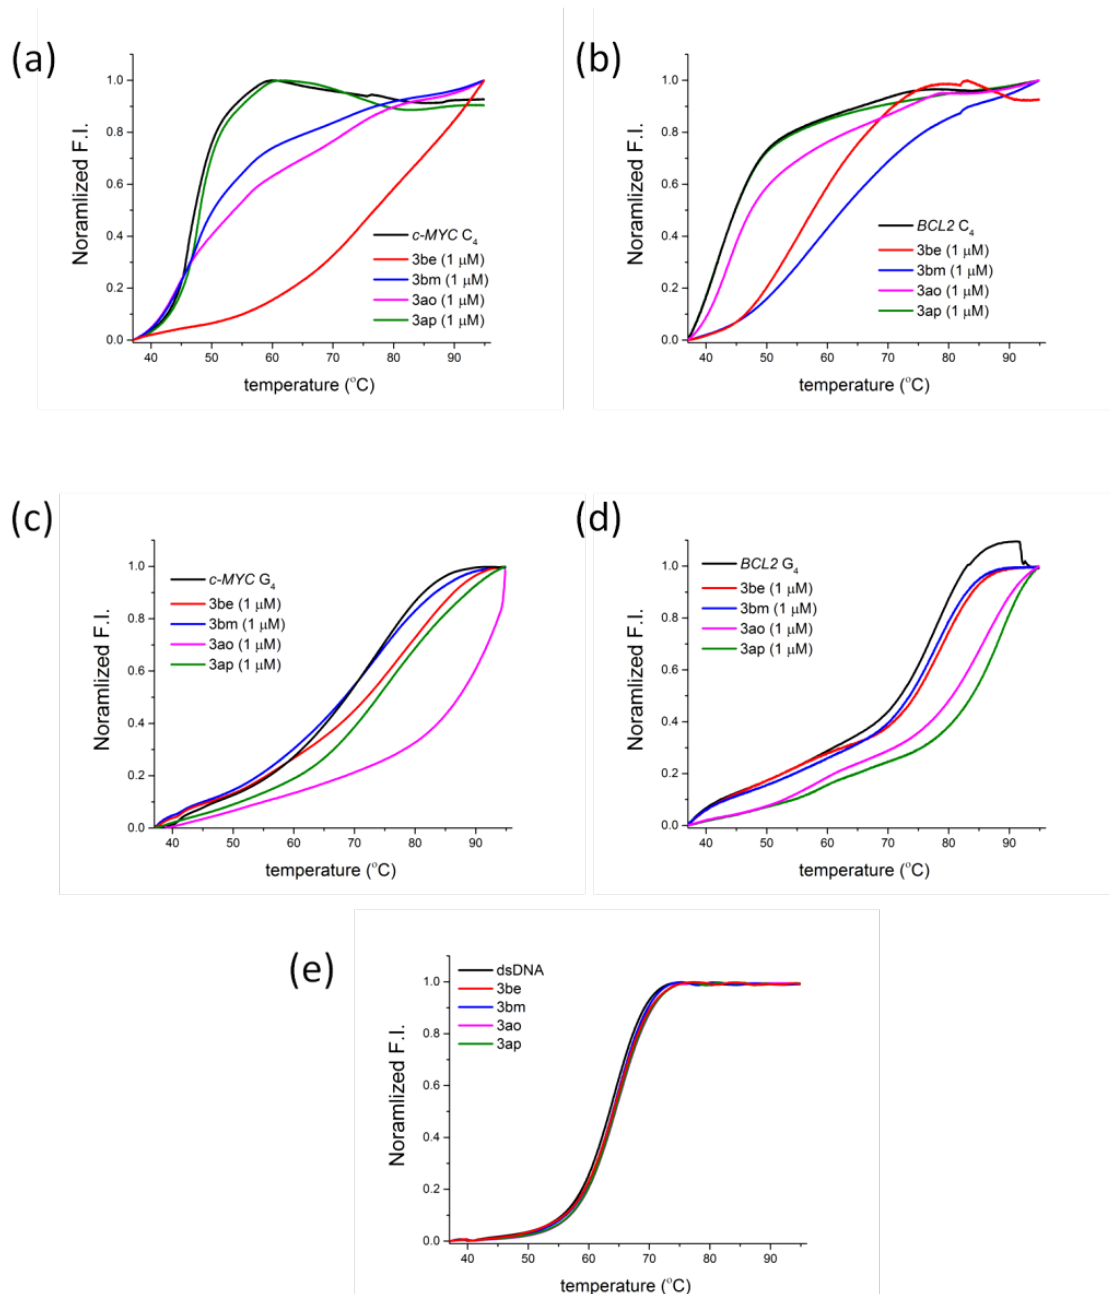 (a)
Noramlized F.I.
1.0
0.8
0.6
0.4
0.2
0.0
40 50 60 70 80 90
temperature (°C)
c-MYC C₄
3be (1 μM)
3bm (1 μM)
3ao (1 μM)
3ap (1 μM)
(b)
Noramlized F.I.
1.0
0.8
0.6
0.4
0.2
0.0
40 50 60 70 80 90
temperature (°C)
BCL2 C₄
3be (1 μM)
3bm (1 μM)
3ao (1 μM)
3ap (1 μM)
(c)
Noramlized F.I.
1.0
0.8
0.6
0.4
0.2
0.0
40 50 60 70 80 90
temperature (°C)
c-MYC G₄
3be (1 μM)
3bm (1 μM)
3ao (1 μM)
3ap (1 μM)
(d)
Noramlized F.I.
1.0
0.8
0.6
0.4
0.2
0.0
40 50 60 70 80 90
temperature (°C)
BCL2 G₄
3be (1 μM)
3bm (1 μM)
3ao (1 μM)
3ap (1 μM)
(e)
Noramlized F.I.
1.0
0.8
0.6
0.4
0.2
0.0
40 50 60 70 80 90
temperature (°C)
dsDNA
3be
3bm
3ao
3ap